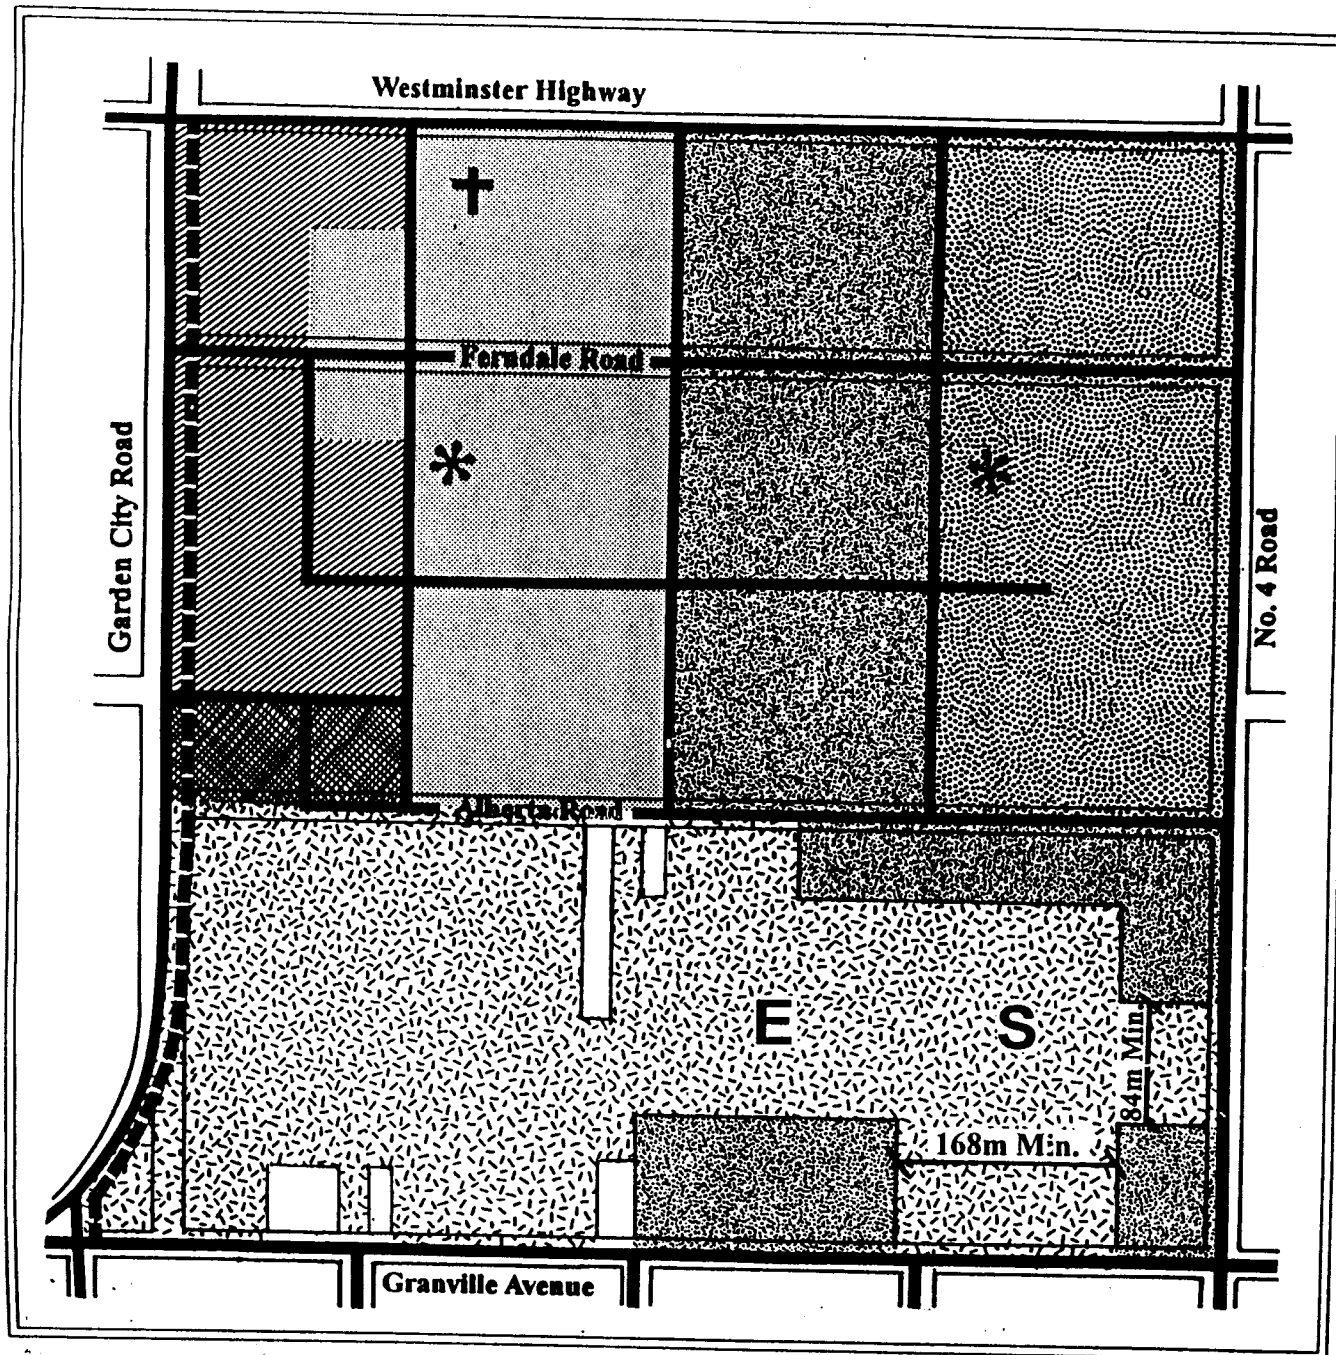 Westminster Highway
Ferndale Road
Garden City Road
No. 4 Road
Alberta Road
E
S
84m Min.
168m Min.
Granville Avenue